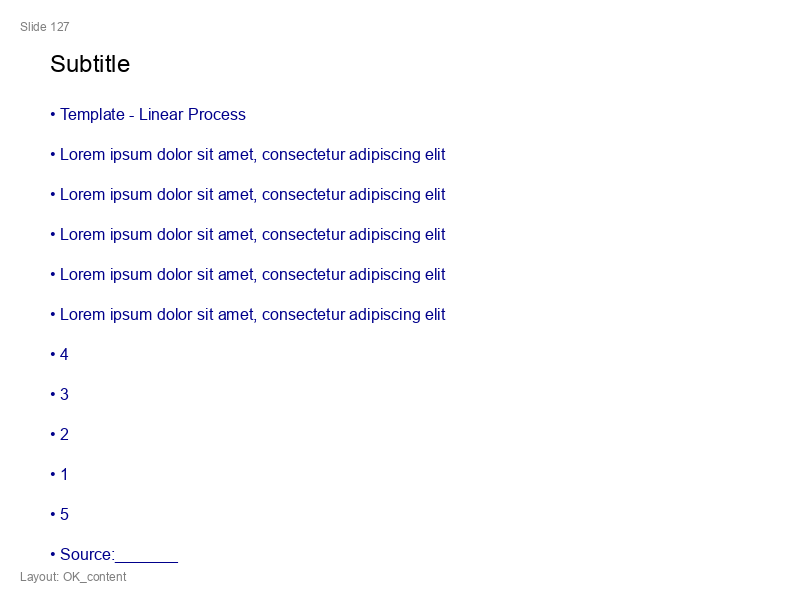 Slide 127
Subtitle
• Template - Linear Process
• Lorem ipsum dolor sit amet, consectetur adipiscing elit
• Lorem ipsum dolor sit amet, consectetur adipiscing elit
• Lorem ipsum dolor sit amet, consectetur adipiscing elit
• Lorem ipsum dolor sit amet, consectetur adipiscing elit
• Lorem ipsum dolor sit amet, consectetur adipiscing elit
• 4
• 3
• 2
• 1
• 5
• Source:_______
Layout: OK_content